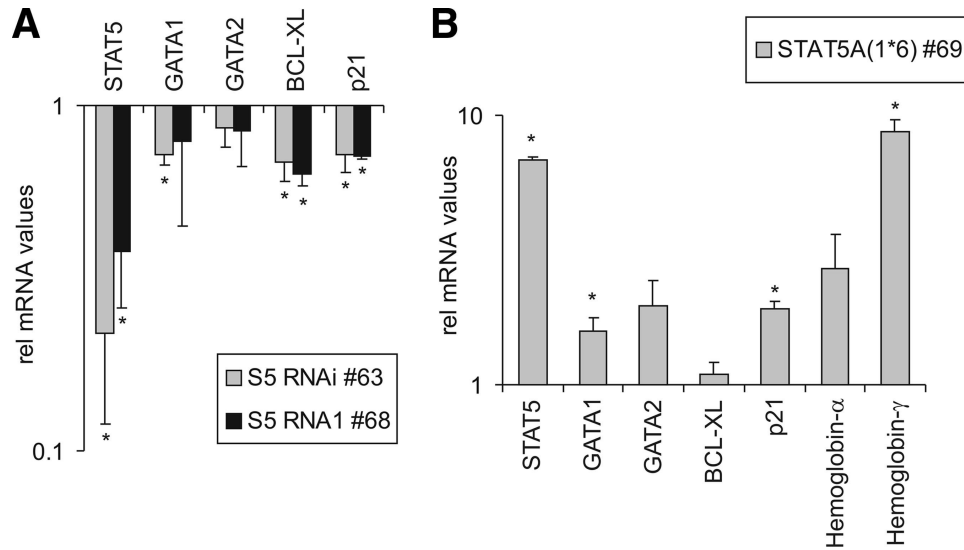 A
STAT5
GATA1
GATA2
BCL-XL
p21
1
0.1
rel mRNA values
* * * * * * *
S5 RNAi #63
S5 RNA1 #68
B
STAT5A(1*6) #69
10
1
rel mRNA values
* * * *
STAT5
GATA1
GATA2
BCL-XL
p21
Hemoglobin-α
Hemoglobin-γ